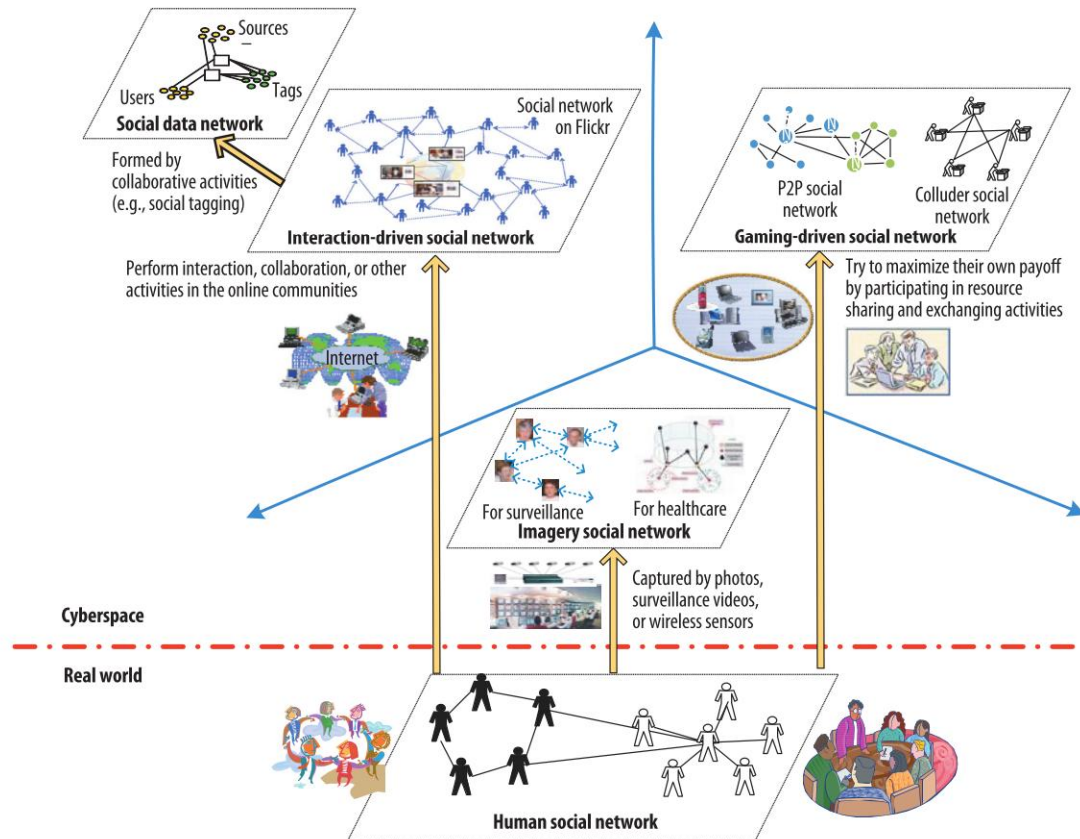 Sources
Users
Tags
Social data network
Formed by
collaborative activities
(e.g., social tagging)
Social network
on Flickr
Interaction-driven social network
Perform interaction, collaboration, or other
activities in the online communities
Internet
N
N
N
P2P social
network
Colluder social
network
Gaming-driven social network
Try to maximize their own payoff
by participating in resource
sharing and exchanging activities
For surveillance
For healthcare
Imagery social network
Captured by photos,
surveillance videos,
or wireless sensors
Cyberspace
Real world
Human social network